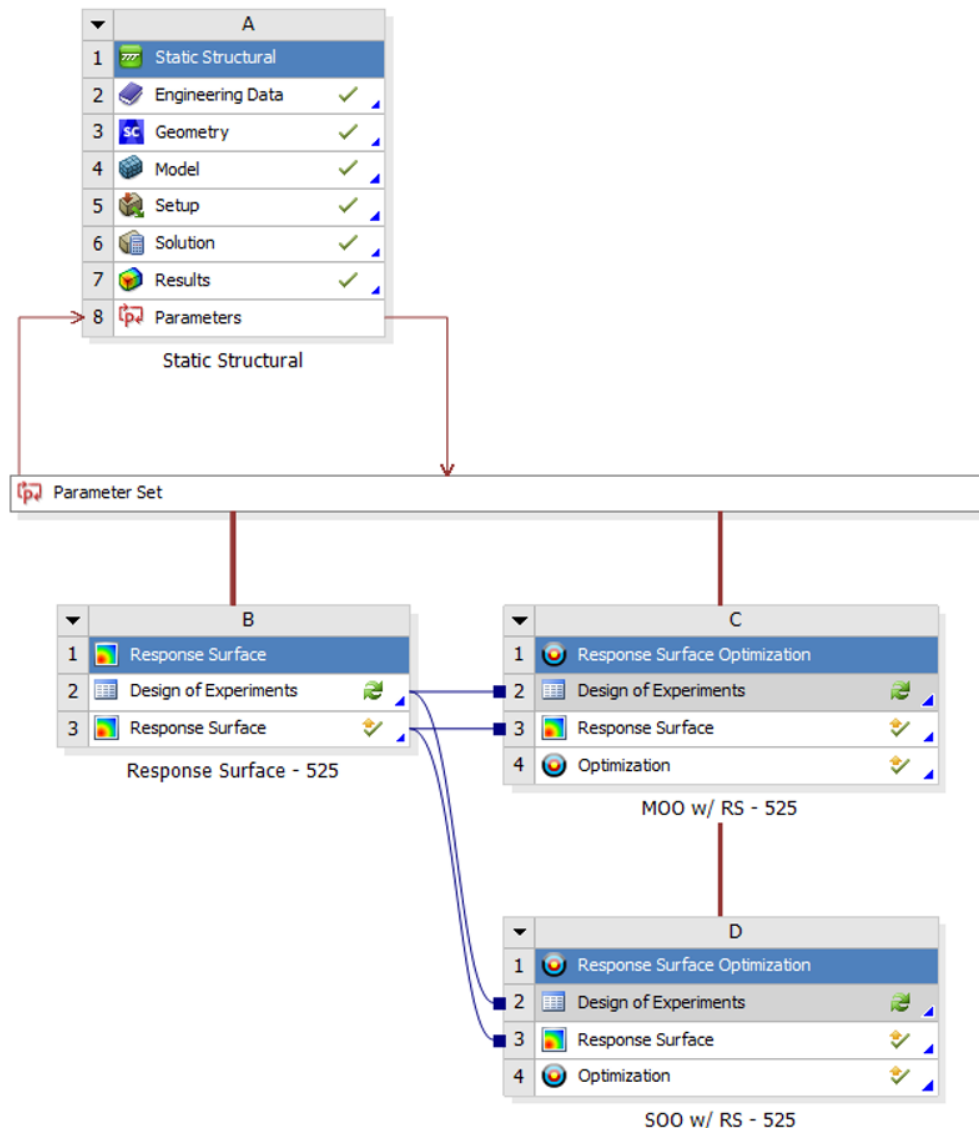 A
1 Static Structural
2 Engineering Data
3 SC Geometry
4 Model
5 Setup
6 Solution
7 Results
8 Parameters
Static Structural
Parameter Set
B
1 Response Surface
2 Design of Experiments
3 Response Surface
Response Surface - 525
C
1 Response Surface Optimization
2 Design of Experiments
3 Response Surface
4 Optimization
MOO w/ RS - 525
D
1 Response Surface Optimization
2 Design of Experiments
3 Response Surface
4 Optimization
SOO w/ RS - 525